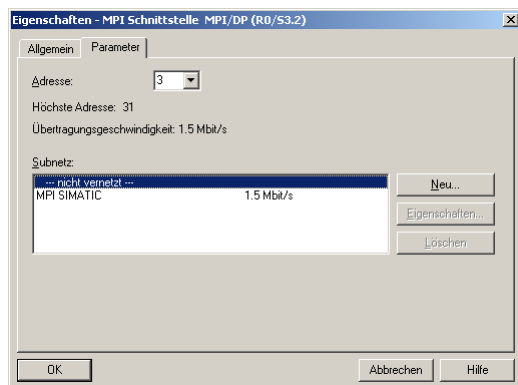 Eigenschaften - MPI Schnittstelle MPI/DP (R0/S3.2)
Allgemein Parameter
Adresse: 3
Höchste Adresse: 31
Übertragungsgeschwindigkeit: 1.5 Mbit/s
Subnetz:
--- nicht vernetzt ---
MPI SIMATIC 1.5 Mbit/s
Neu...
Eigenschaften...
Löschen
OK Abbrechen Hilfe